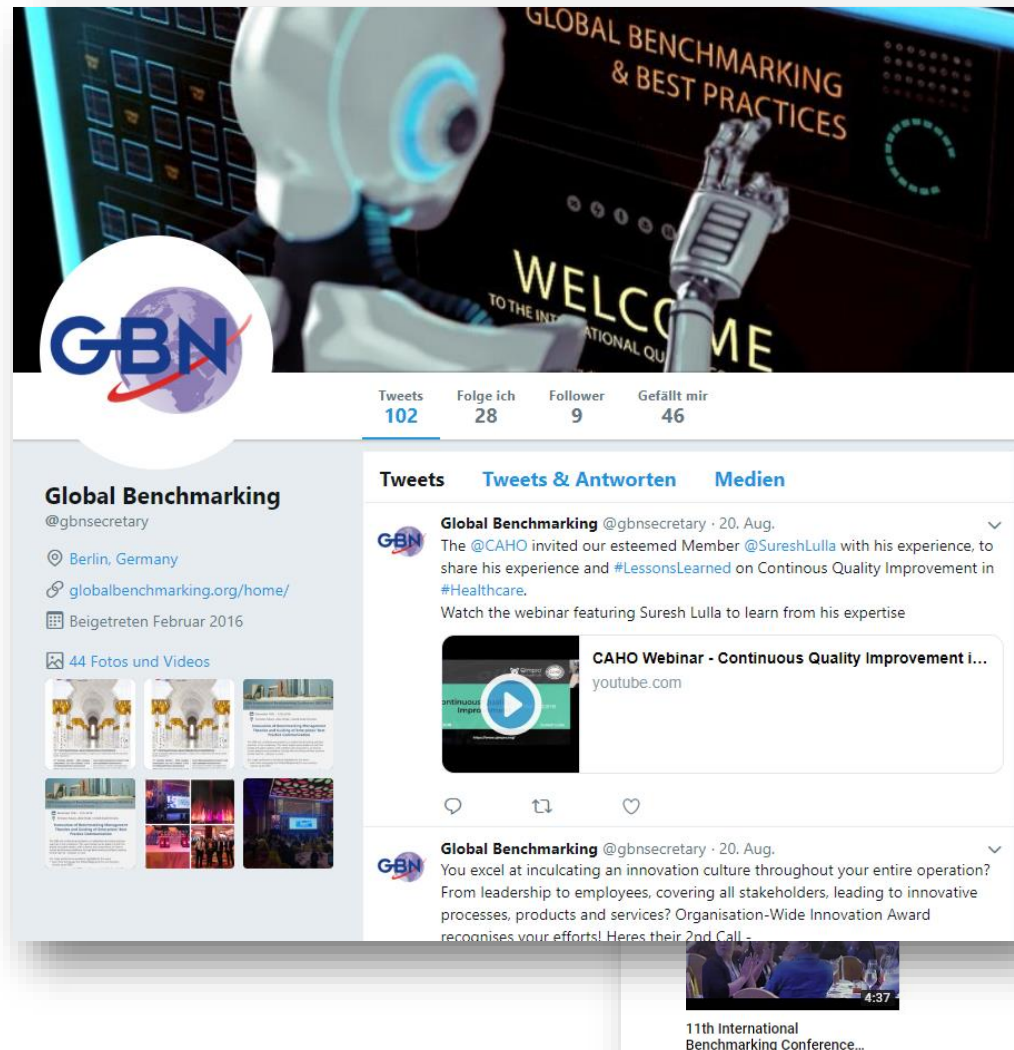 GLOBAL BENCHMARKING
& BEST PRACTICES
WELCOME
TO THE
GBN
Tweets
Folge ich
Follower
Gefällt mir
102
28
9
46
Tweets
Tweets & Antworten
Medien
Global Benchmarking
@gbnsecretary
Berlin, Germany
globalbenchmarking.org/home/
Beigetreten Februar 2016
44 Fotos und Videos
GBN
Global Benchmarking @gbnsecretary · 20. Aug.
The @CAHO invited our esteemed Member @SureshLulla with his experience, to
share his experience and #LessonsLearned on Continous Quality Improvement in
#Healthcare.
Watch the webinar featuring Suresh Lulla to learn from his expertise
CAHO Webinar - Continuous Quality Improvement i...
youtube.com
GBN
Global Benchmarking @gbnsecretary · 20. Aug.
You excel at inculcating an innovation culture throughout your entire operation?
From leadership to employees, covering all stakeholders, leading to innovative
processes, products and services? Organisation-Wide Innovation Award
recognises your efforts! Heres their 2nd Call -
4:37
11th International
Benchmarking Conference...